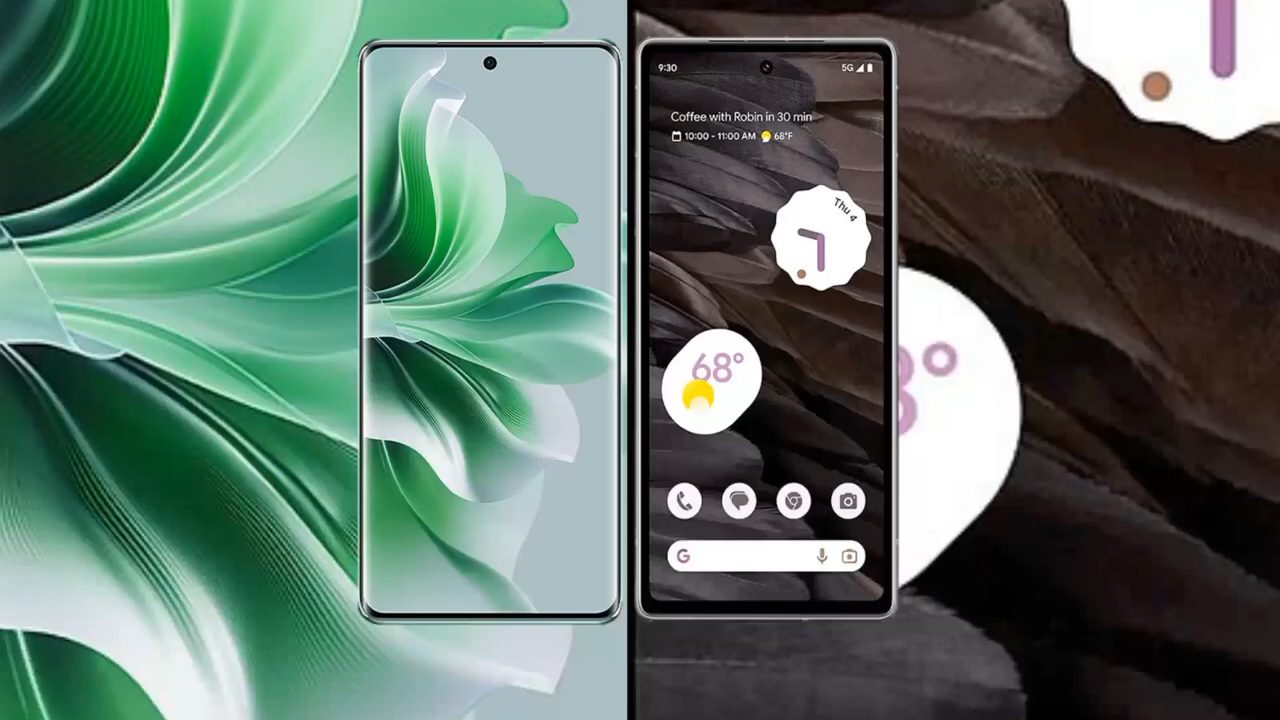 9:30
5G
Coffee with Robin in 30 min
10:00 - 11:00 AM 68°F
Thu 4
68°
G